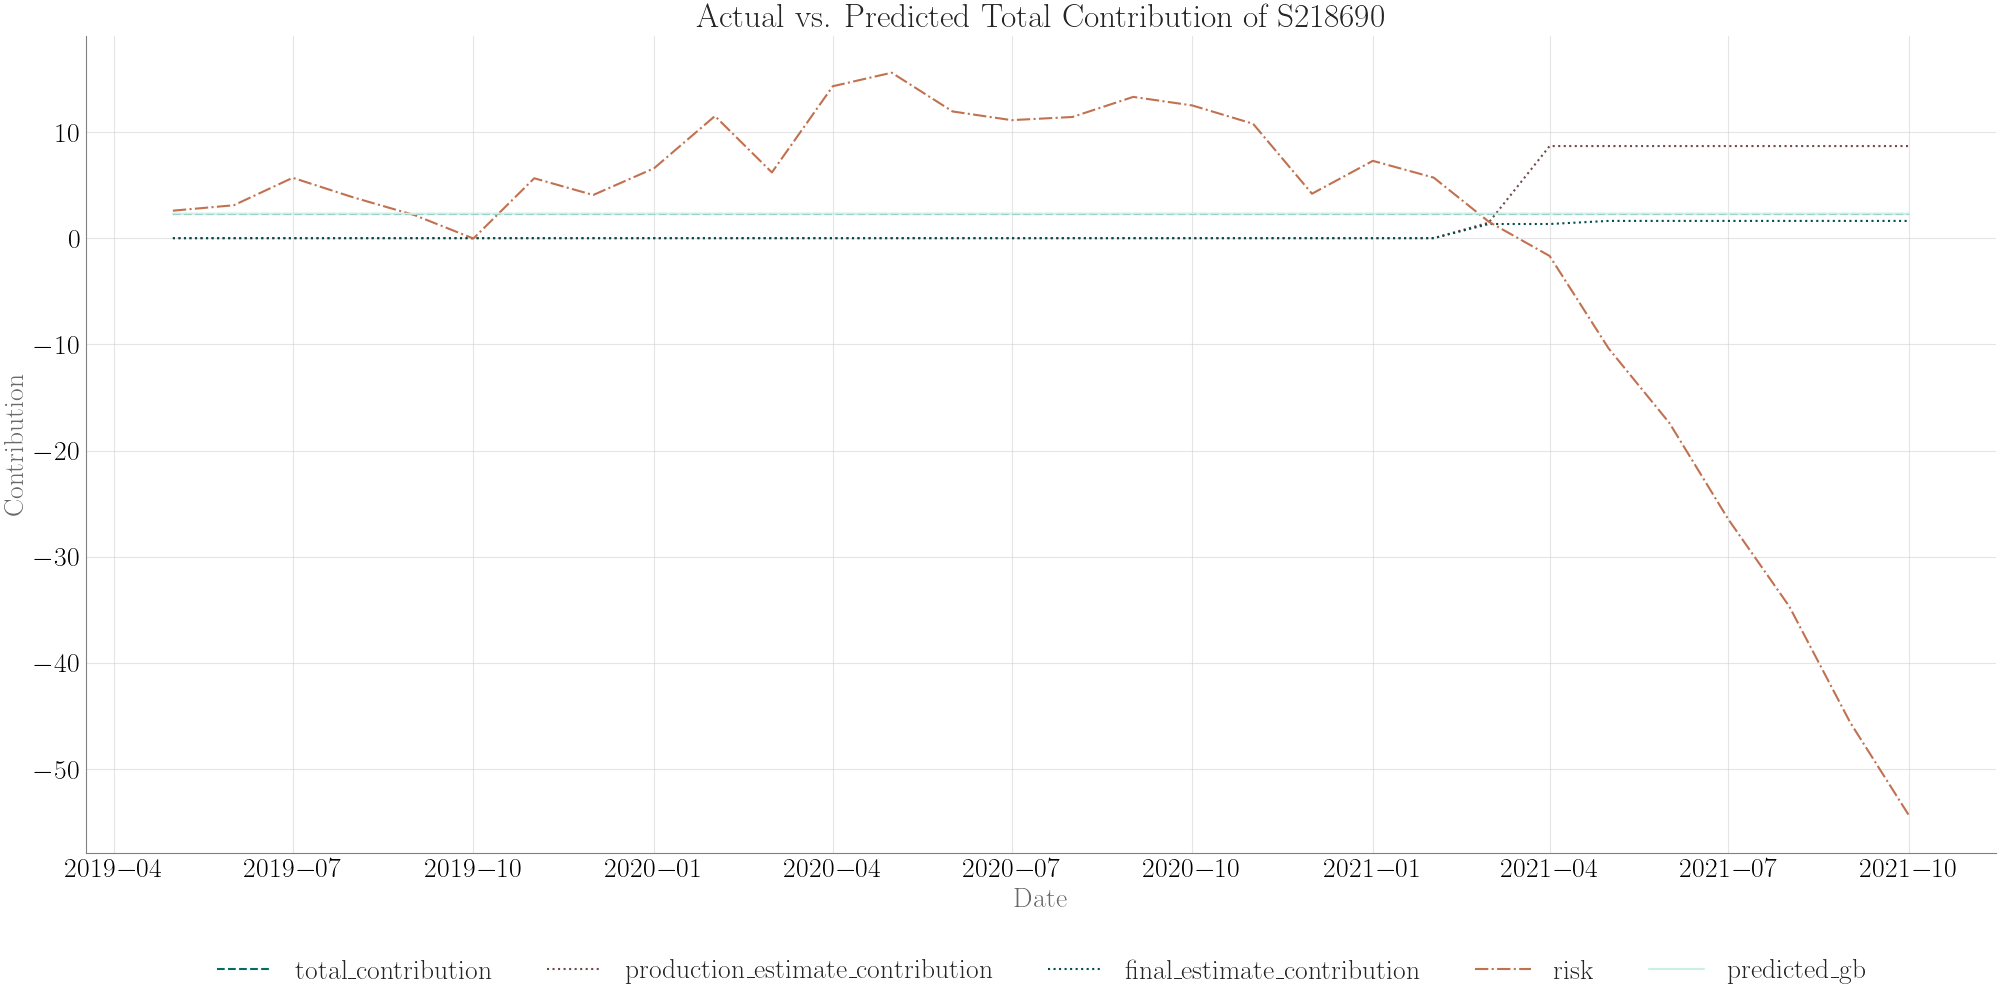 Actual vs. Predicted Total Contribution of S218690
Contribution
10
0
−10
−20
−30
−40
−50
2019−04 2019−07 2019−10 2020−01 2020−04 2020−07 2020−10 2021−01 2021−04 2021−07 2021−10
Date
total_contribution production_estimate_contribution final_estimate_contribution risk predicted_gb